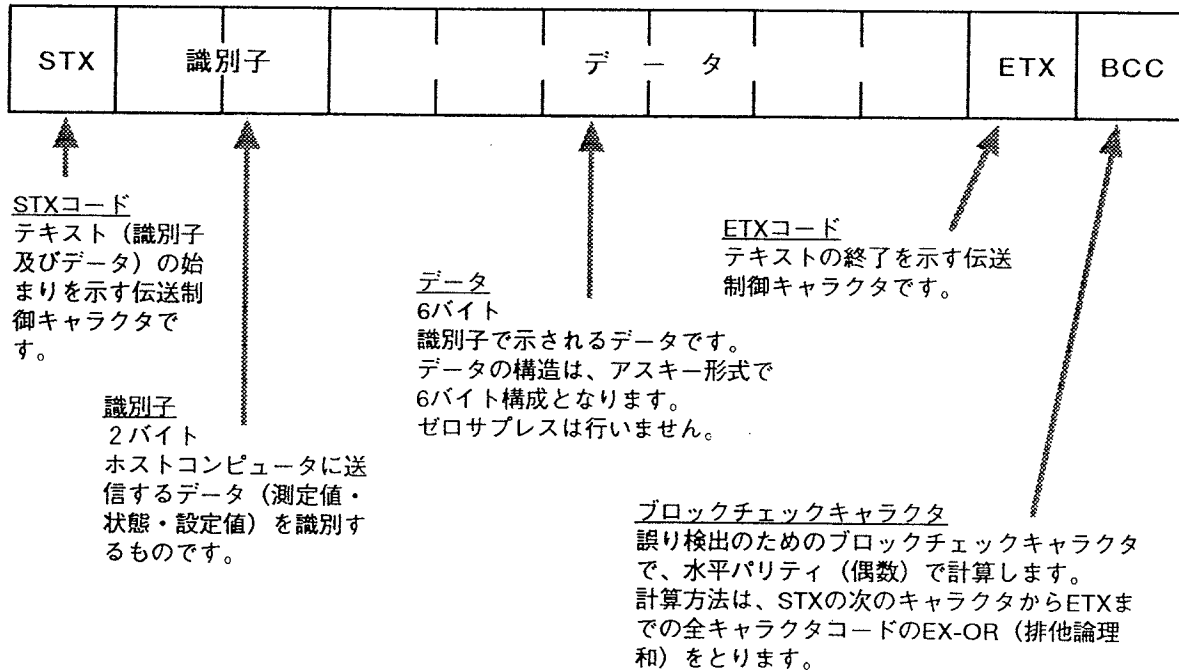 STX 識別子 データ ETX BCC
STXコード
テキスト（識別子
及びデータ）の始
まりを示す伝送制
御キャラクタで
す。
識別子
２バイト
ホストコンピュータに送
信するデータ（測定値・
状態・設定値）を識別す
るものです。
データ
6バイト
識別子で示されるデータです。
データの構造は、アスキー形式で
6バイト構成となります。
ゼロサプレスは行いません。
ETXコード
テキストの終了を示す伝送
制御キャラクタです。
ブロックチェックキャラクタ
誤り検出のためのブロックチェックキャラクタ
で、水平パリティ（偶数）で計算します。
計算方法は、STXの次のキャラクタからETXま
での全キャラクタコードのEX-OR（排他論理
和）をとります。